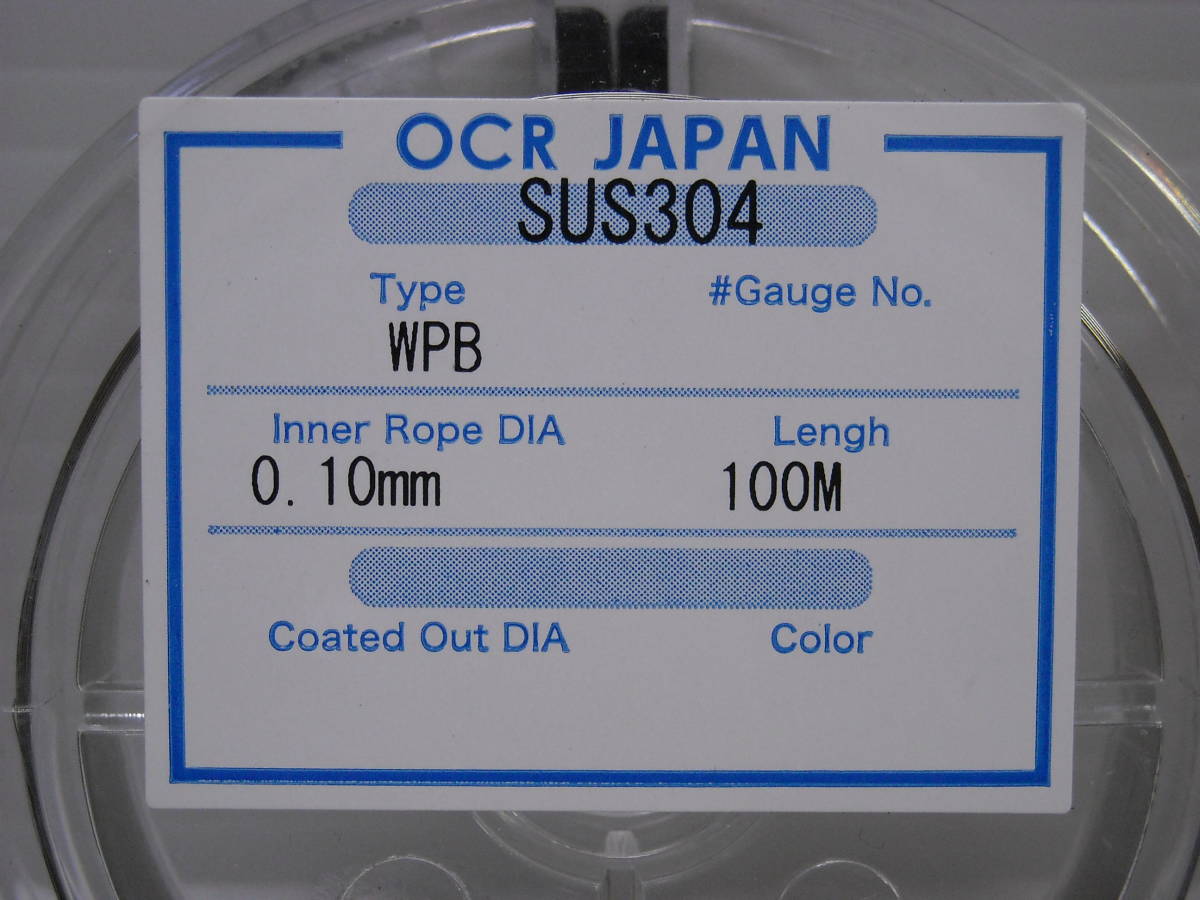 OCR JAPAN
SUS304
Type #Gauge No.
WPB
Inner Rope DIA Lengh
0.10mm 100M
Coated Out DIA Color